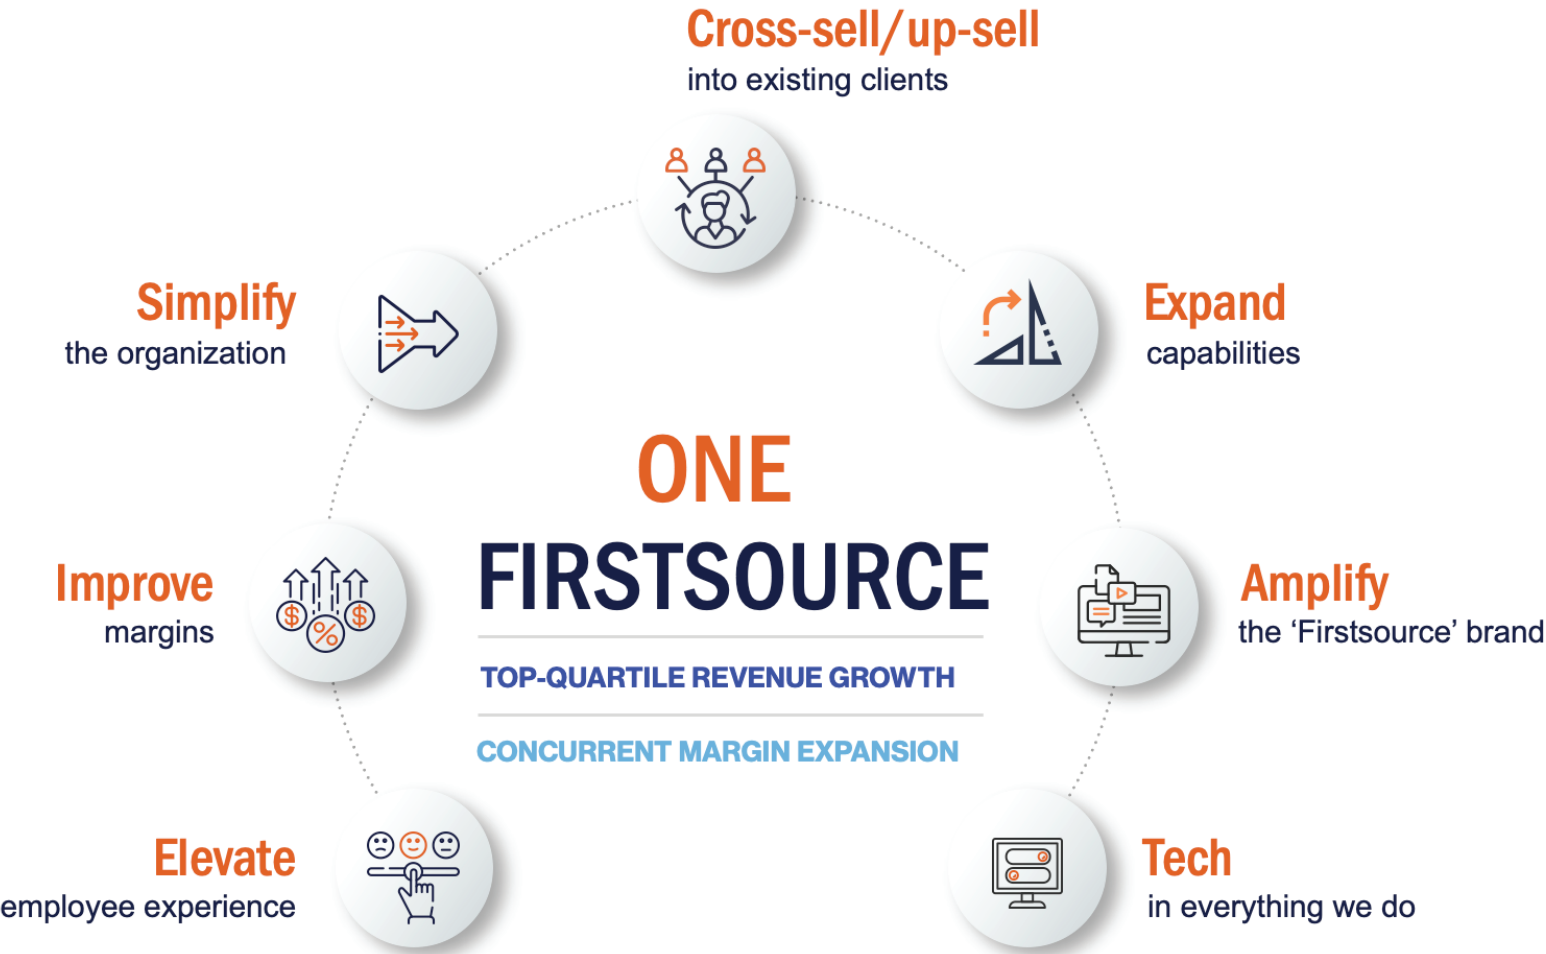 Cross-sell/up-sell
into existing clients
Simplify
the organization
Expand
capabilities
ONE
FIRSTSOURCE
Improve
margins
Amplify
the ‘Firstsource’ brand
TOP-QUARTILE REVENUE GROWTH
CONCURRENT MARGIN EXPANSION
Elevate
employee experience
Tech
in everything we do